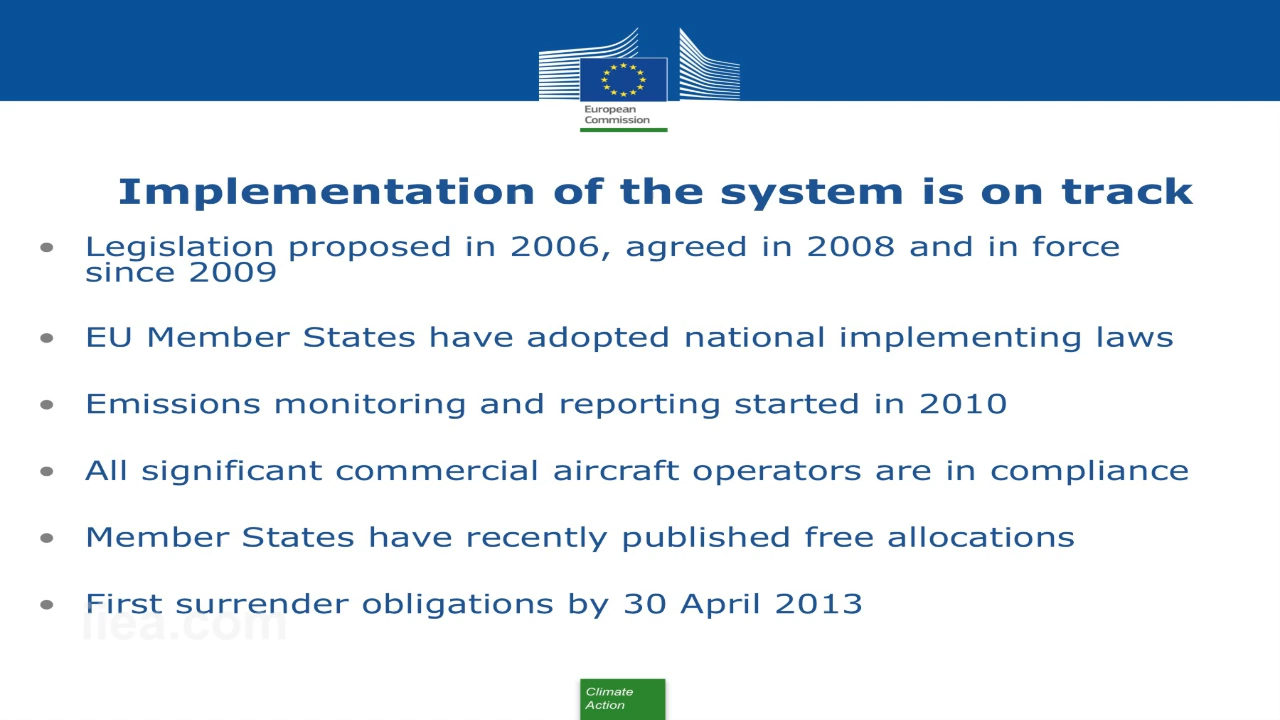 European
Commission
Implementation of the system is on track
• Legislation proposed in 2006, agreed in 2008 and in force
since 2009
• EU Member States have adopted national implementing laws
• Emissions monitoring and reporting started in 2010
• All significant commercial aircraft operators are in compliance
• Member States have recently published free allocations
• First surrender obligations by 30 April 2013
iiea.com
Climate
Action